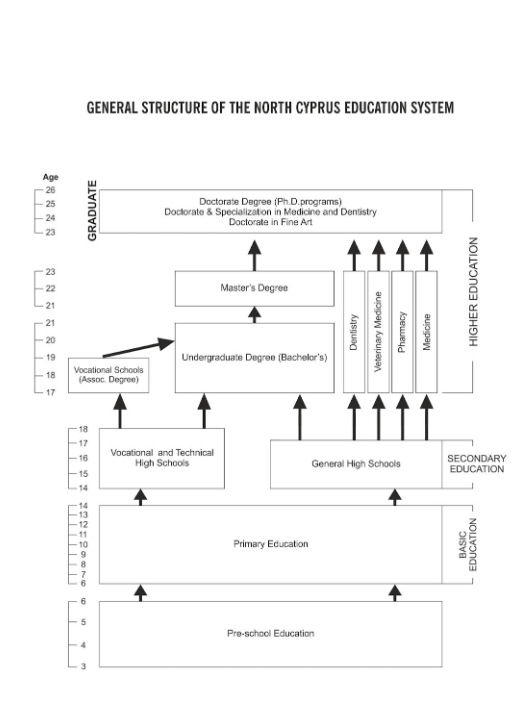 GENERAL STRUCTURE OF THE NORTH CYPRUS EDUCATION SYSTEM
Age
26
25
24
23
GRADUATE
Doctorate Degree (Ph.D.programs)
Doctorate & Specialization in Medicine and Dentistry
Doctorate in Fine Art
HIGHER EDUCATION
23
22
21
Master's Degree
Dentistry
Veterinary Medicine
Pharmacy
Medicine
21
20
19
18
17
Undergraduate Degree (Bachelor's)
Vocational Schools
(Assoc. Degree)
18
17
16
15
14
Vocational and Technical
High Schools
General High Schools
SECONDARY
EDUCATION
14
13
12
11
10
9
8
7
6
Primary Education
BASIC
EDUCATION
6
5
4
3
Pre-school Education